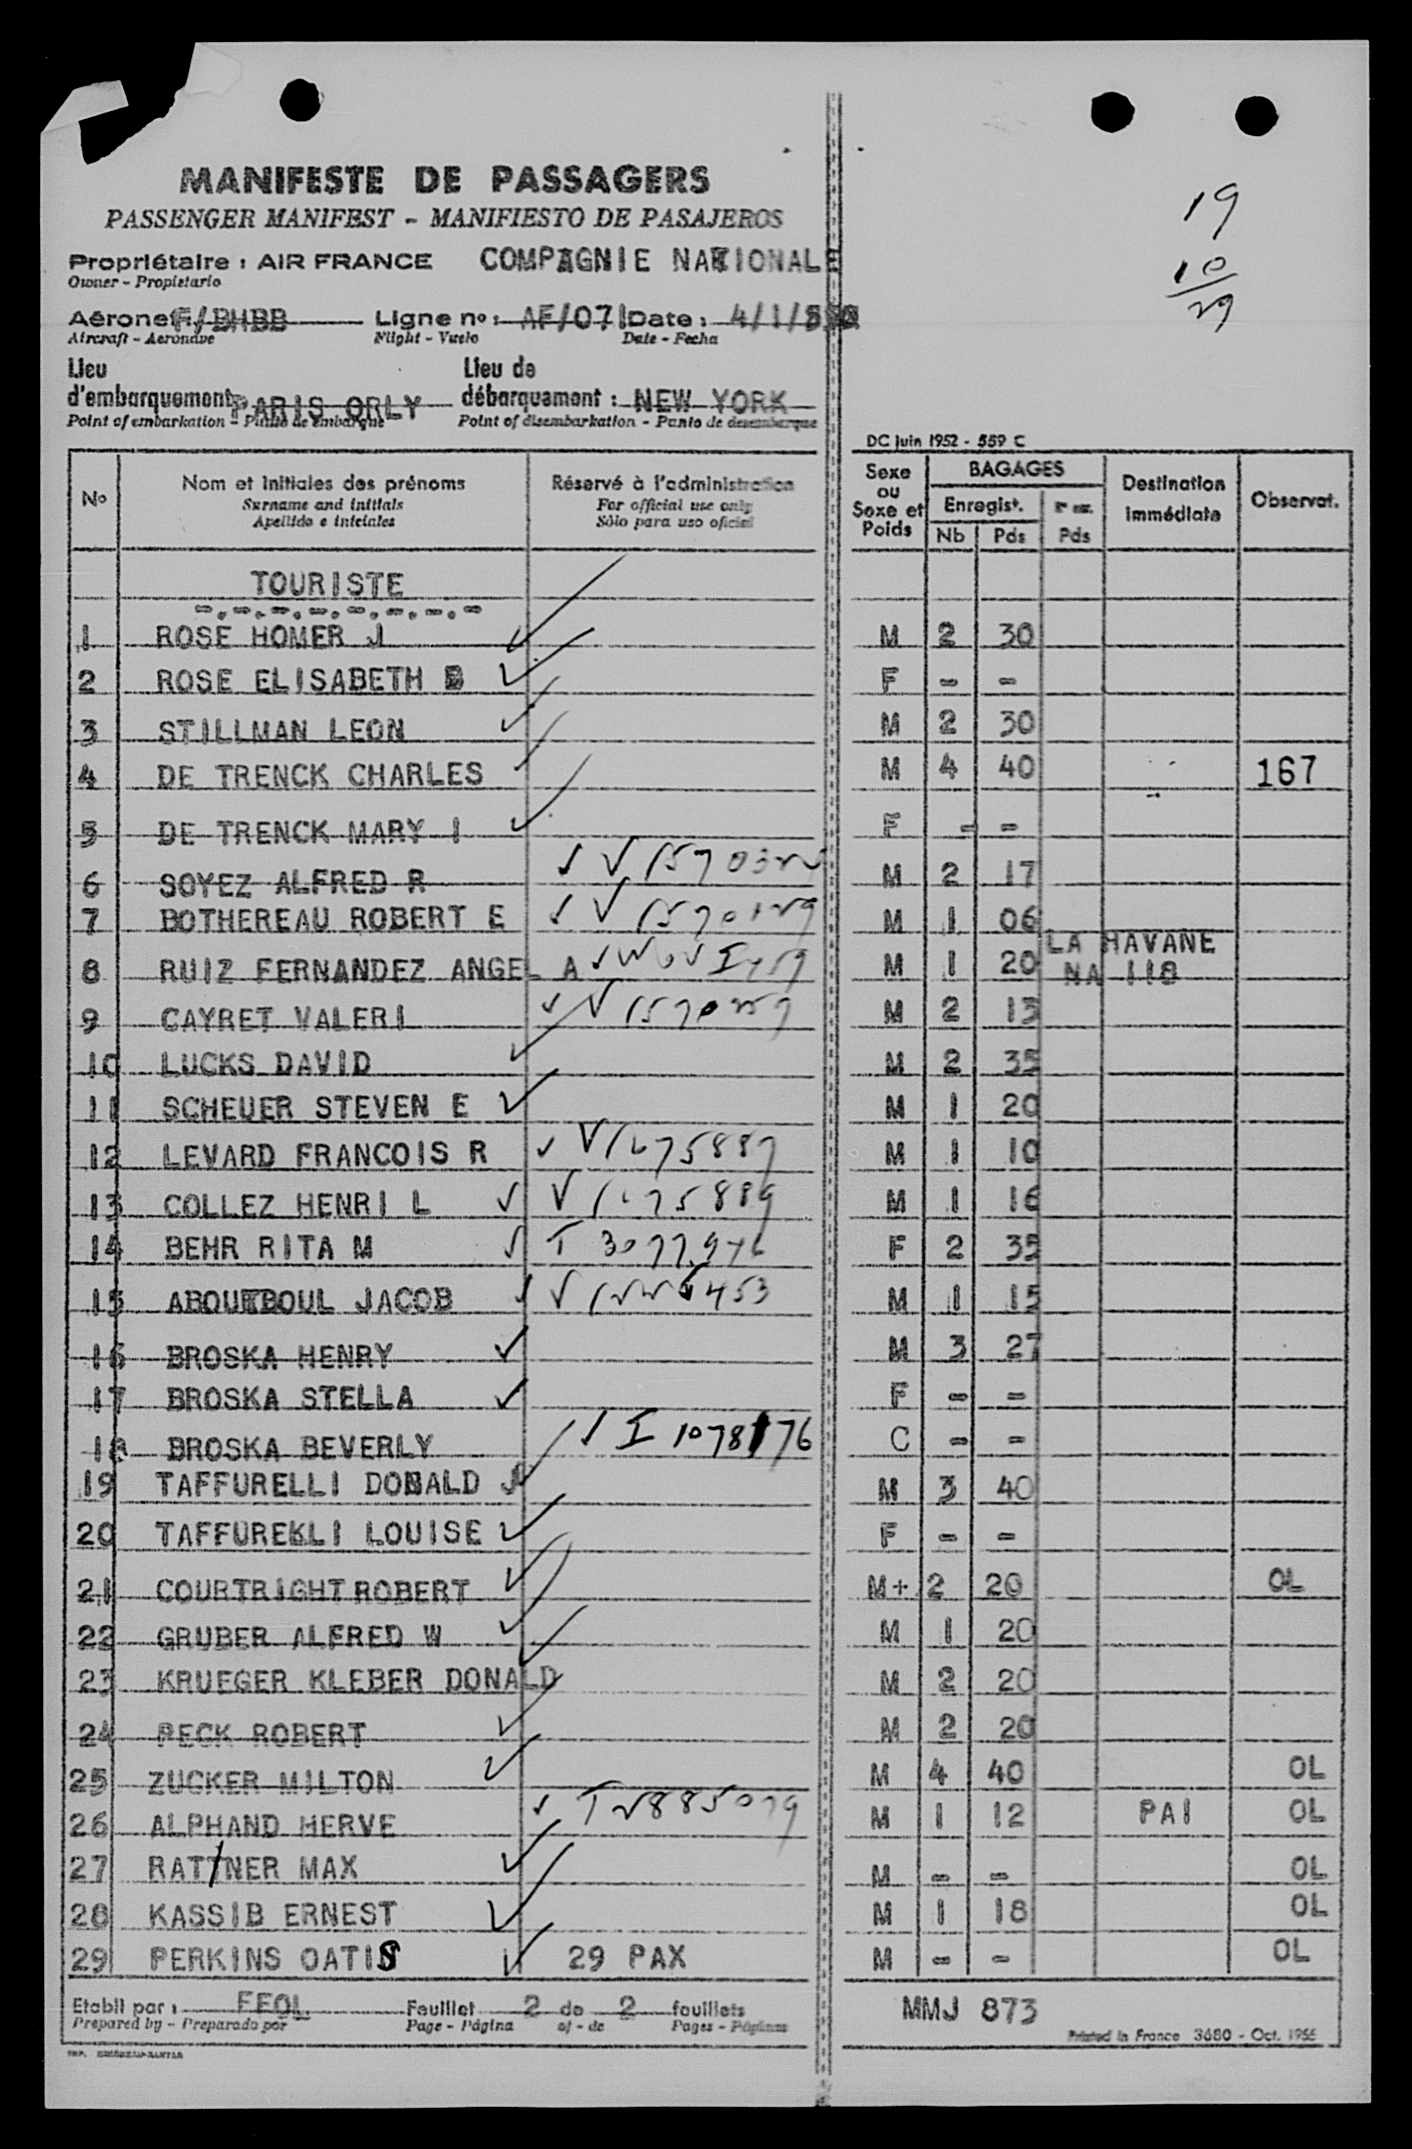 19
10
29
MANIFESTE DE PASSAGERS
PASSENGER MANIFEST - MANIFIESTO DE PASAJEROS
Propriétaire : AIR FRANCE COMPAGNIE NATIONALE
Owner - Propietario
Aéronef F/BHBB Ligne no: AF/071 Date: 4/1/
Aircraft - Aeronave Flight - Vuelo Date - Fecha
Lieu d'embarquement PARIS ORLY Lieu de débarquement : NEW YORK
Point of embarkation - Punto de embarque Point of disembarkation - Punto de desembarque
DC Juin 1952 - 559 C
No Nom et initiales des prénoms Réservé à l'administration Sexe ou Sexe et Poids BAGAGES Destination immédiate Observat.
Surname and initials For official use only Enregist.
Apellido e iniciales Sólo para uso oficial Nb Pds Pds
TOURISTE
1 ROSE HOMER J M 2 30
2 ROSE ELISABETH B F - -
3 STILLMAN LEON M 2 30
4 DE TRENCK CHARLES M 4 40 167
5 DE TRENCK MARY I F - -
6 SOYEZ ALFRED R M 2 17
7 BOTHEREAU ROBERT E M 1 06
8 RUIZ FERNANDEZ ANGEL A M 1 20 LA HAVANE NA 118
9 CAYRET VALERI M 2 13
10 LUCKS DAVID M 2 35
11 SCHEUER STEVEN E M 1 20
12 LEVARD FRANCOIS R M 1 10
13 COLLEZ HENRI L M 1 16
14 BEHR RITA M F 2 35
15 ABOUTBOUL JACOB M 1 15
16 BROSKA HENRY M 3 27
17 BROSKA STELLA F - -
18 BROSKA BEVERLY I 1078176 C - -
19 TAFFURELLI DONALD J M 3 40
20 TAFFURELLI LOUISE F - -
21 COURTRIGHT ROBERT M+ 2 20 OL
22 GRUBER ALFRED W M 1 20
23 KRUEGER KLEBER DONALD M 2 20
24 PECK ROBERT M 2 20
25 ZUCKER MILTON M 4 40 OL
26 ALPHAND HERVE M 1 12 PAI OL
27 RATTNER MAX M - - OL
28 KASSIB ERNEST M 1 18 OL
29 PERKINS OATIS 29 PAX M - - OL
Etabli par : FFOL Feuillet 2 de 2 feuillets MMJ 873
Prepared by - Preparado por Page - Página of - de Pages - Páginas Printed in France 3680 - Oct. 1955